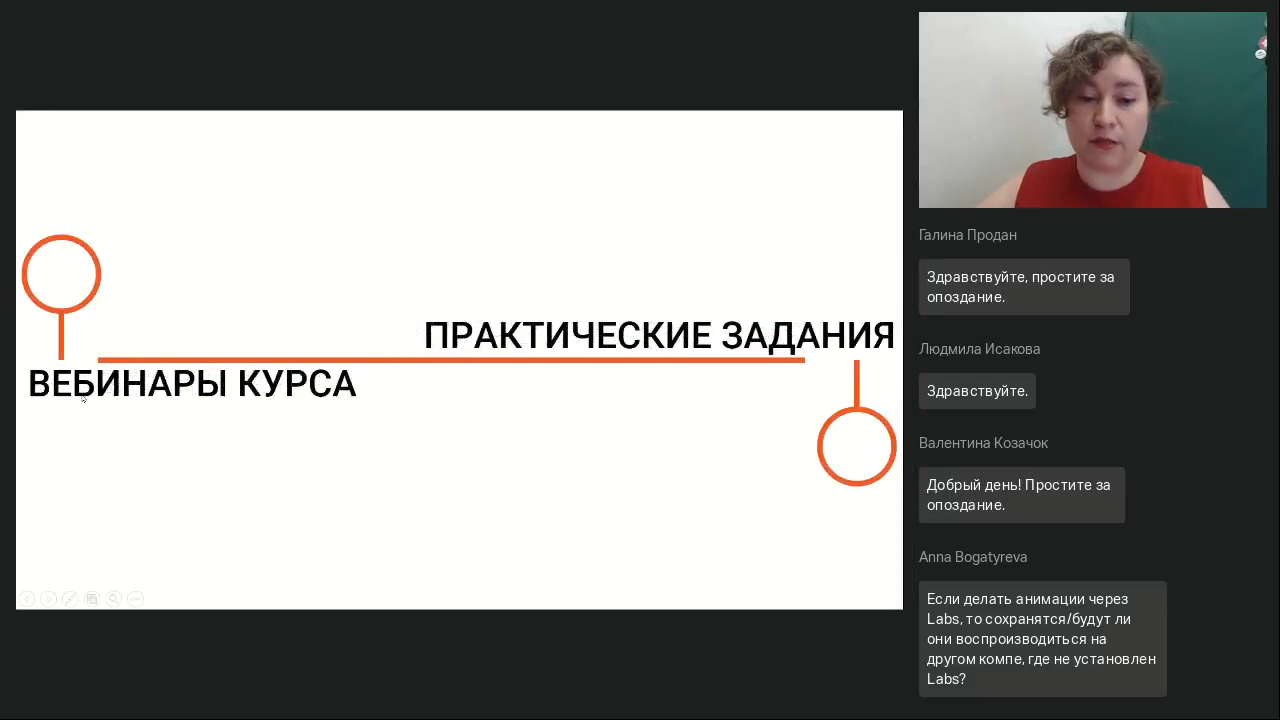 ПРАКТИЧЕСКИЕ ЗАДАНИЯ
ВЕБИНАРЫ КУРСА
Галина Продан
Здравствуйте, простите за
опоздание.
Людмила Исакова
Здравствуйте.
Валентина Козачок
Добрый день! Простите за
опоздание.
Anna Bogatyreva
Если делать анимации через
Labs, то сохранятся/будут ли
они воспроизводиться на
другом компе, где не установлен
Labs?